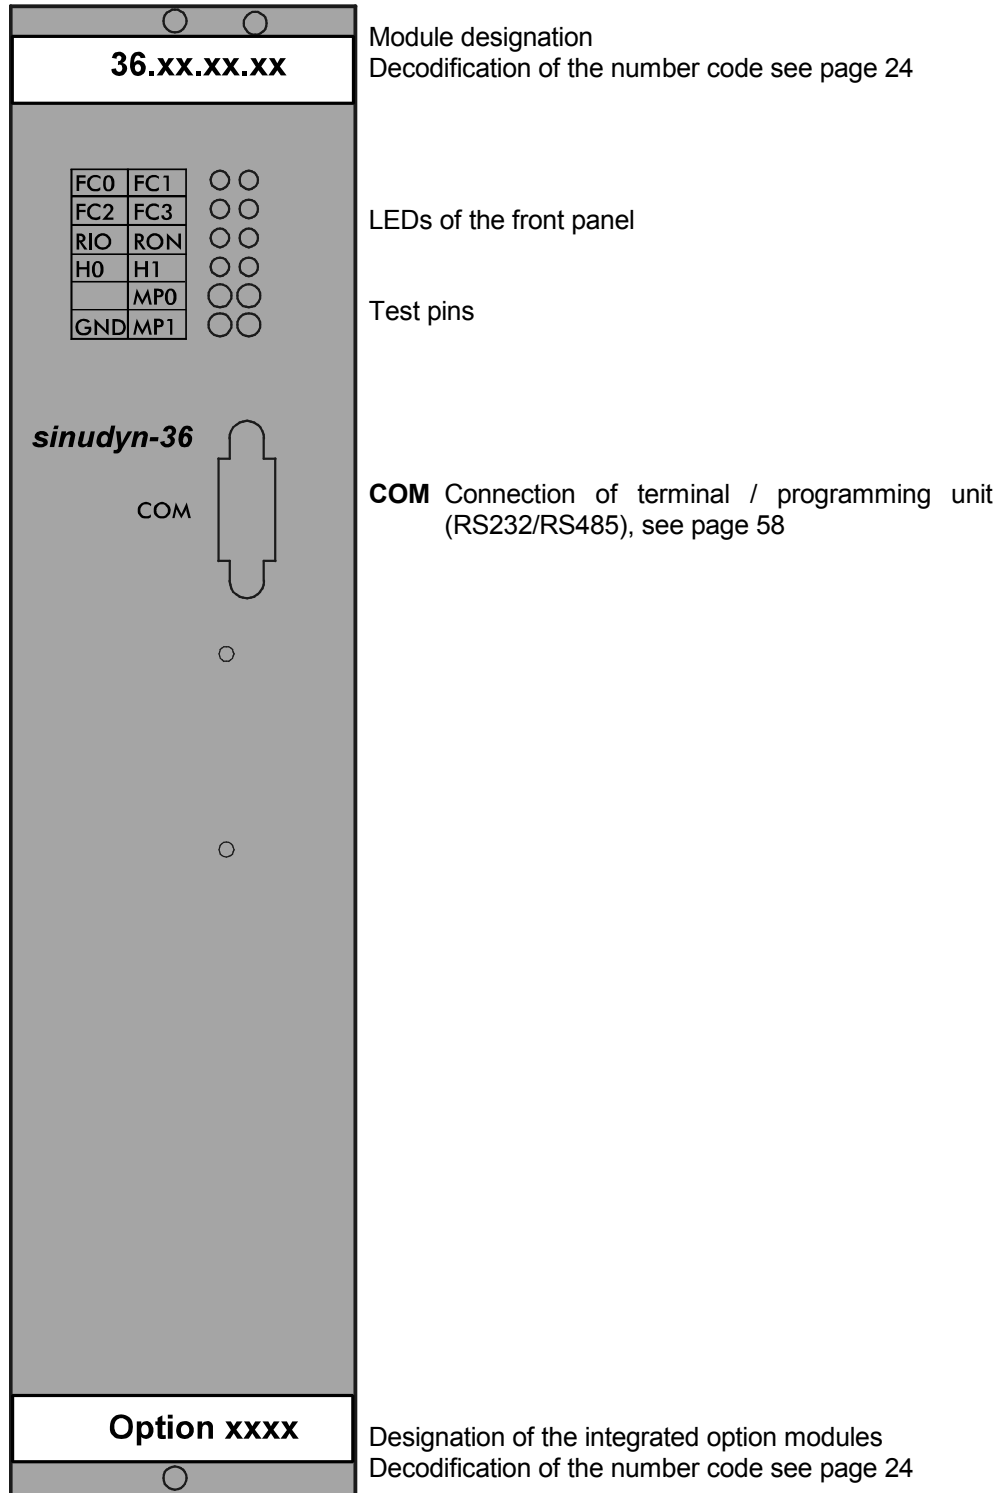 36.xx.xx.xx
Module designation
Decodification of the number code see page 24
FC0 FC1
FC2 FC3
RIO RON
H0 H1
MP0
GND MP1
LEDs of the front panel
Test pins
sinudyn-36
COM
COM Connection of terminal / programming unit
(RS232/RS485), see page 58
Option xxxx
Designation of the integrated option modules
Decodification of the number code see page 24